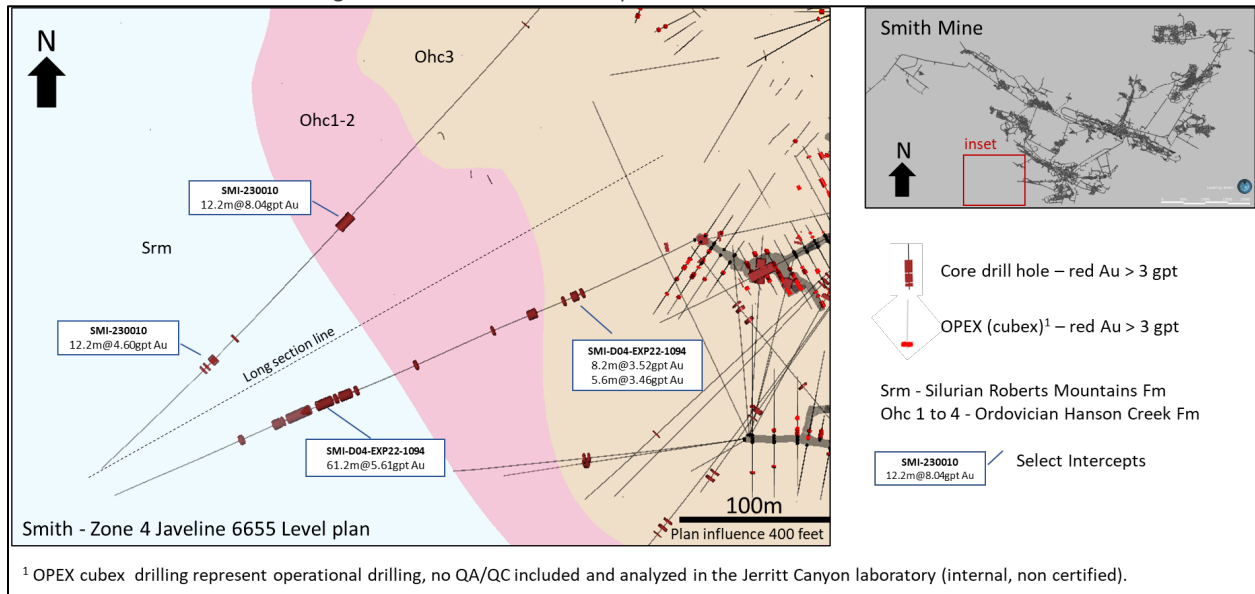 N
Ohc3
Ohc1-2
SMI-230010
12.2m@8.04gpt Au
Srm
SMI-230010
12.2m@4.60gpt Au
Long section line
SMI-D04-EXP22-1094
8.2m@3.52gpt Au
5.6m@3.46gpt Au
SMI-D04-EXP22-1094
61.2m@5.61gpt Au
100m
Smith - Zone 4 Javeline 6655 Level plan
Plan influence 400 feet
Smith Mine
N
inset
Core drill hole – red Au > 3 gpt
OPEX (cubex)¹ – red Au > 3 gpt
Srm - Silurian Roberts Mountains Fm
Ohc 1 to 4 - Ordovician Hanson Creek Fm
SMI-230010
12.2m@8.04gpt Au
Select Intercepts
¹ OPEX cubex drilling represent operational drilling, no QA/QC included and analyzed in the Jerritt Canyon laboratory (internal, non certified).